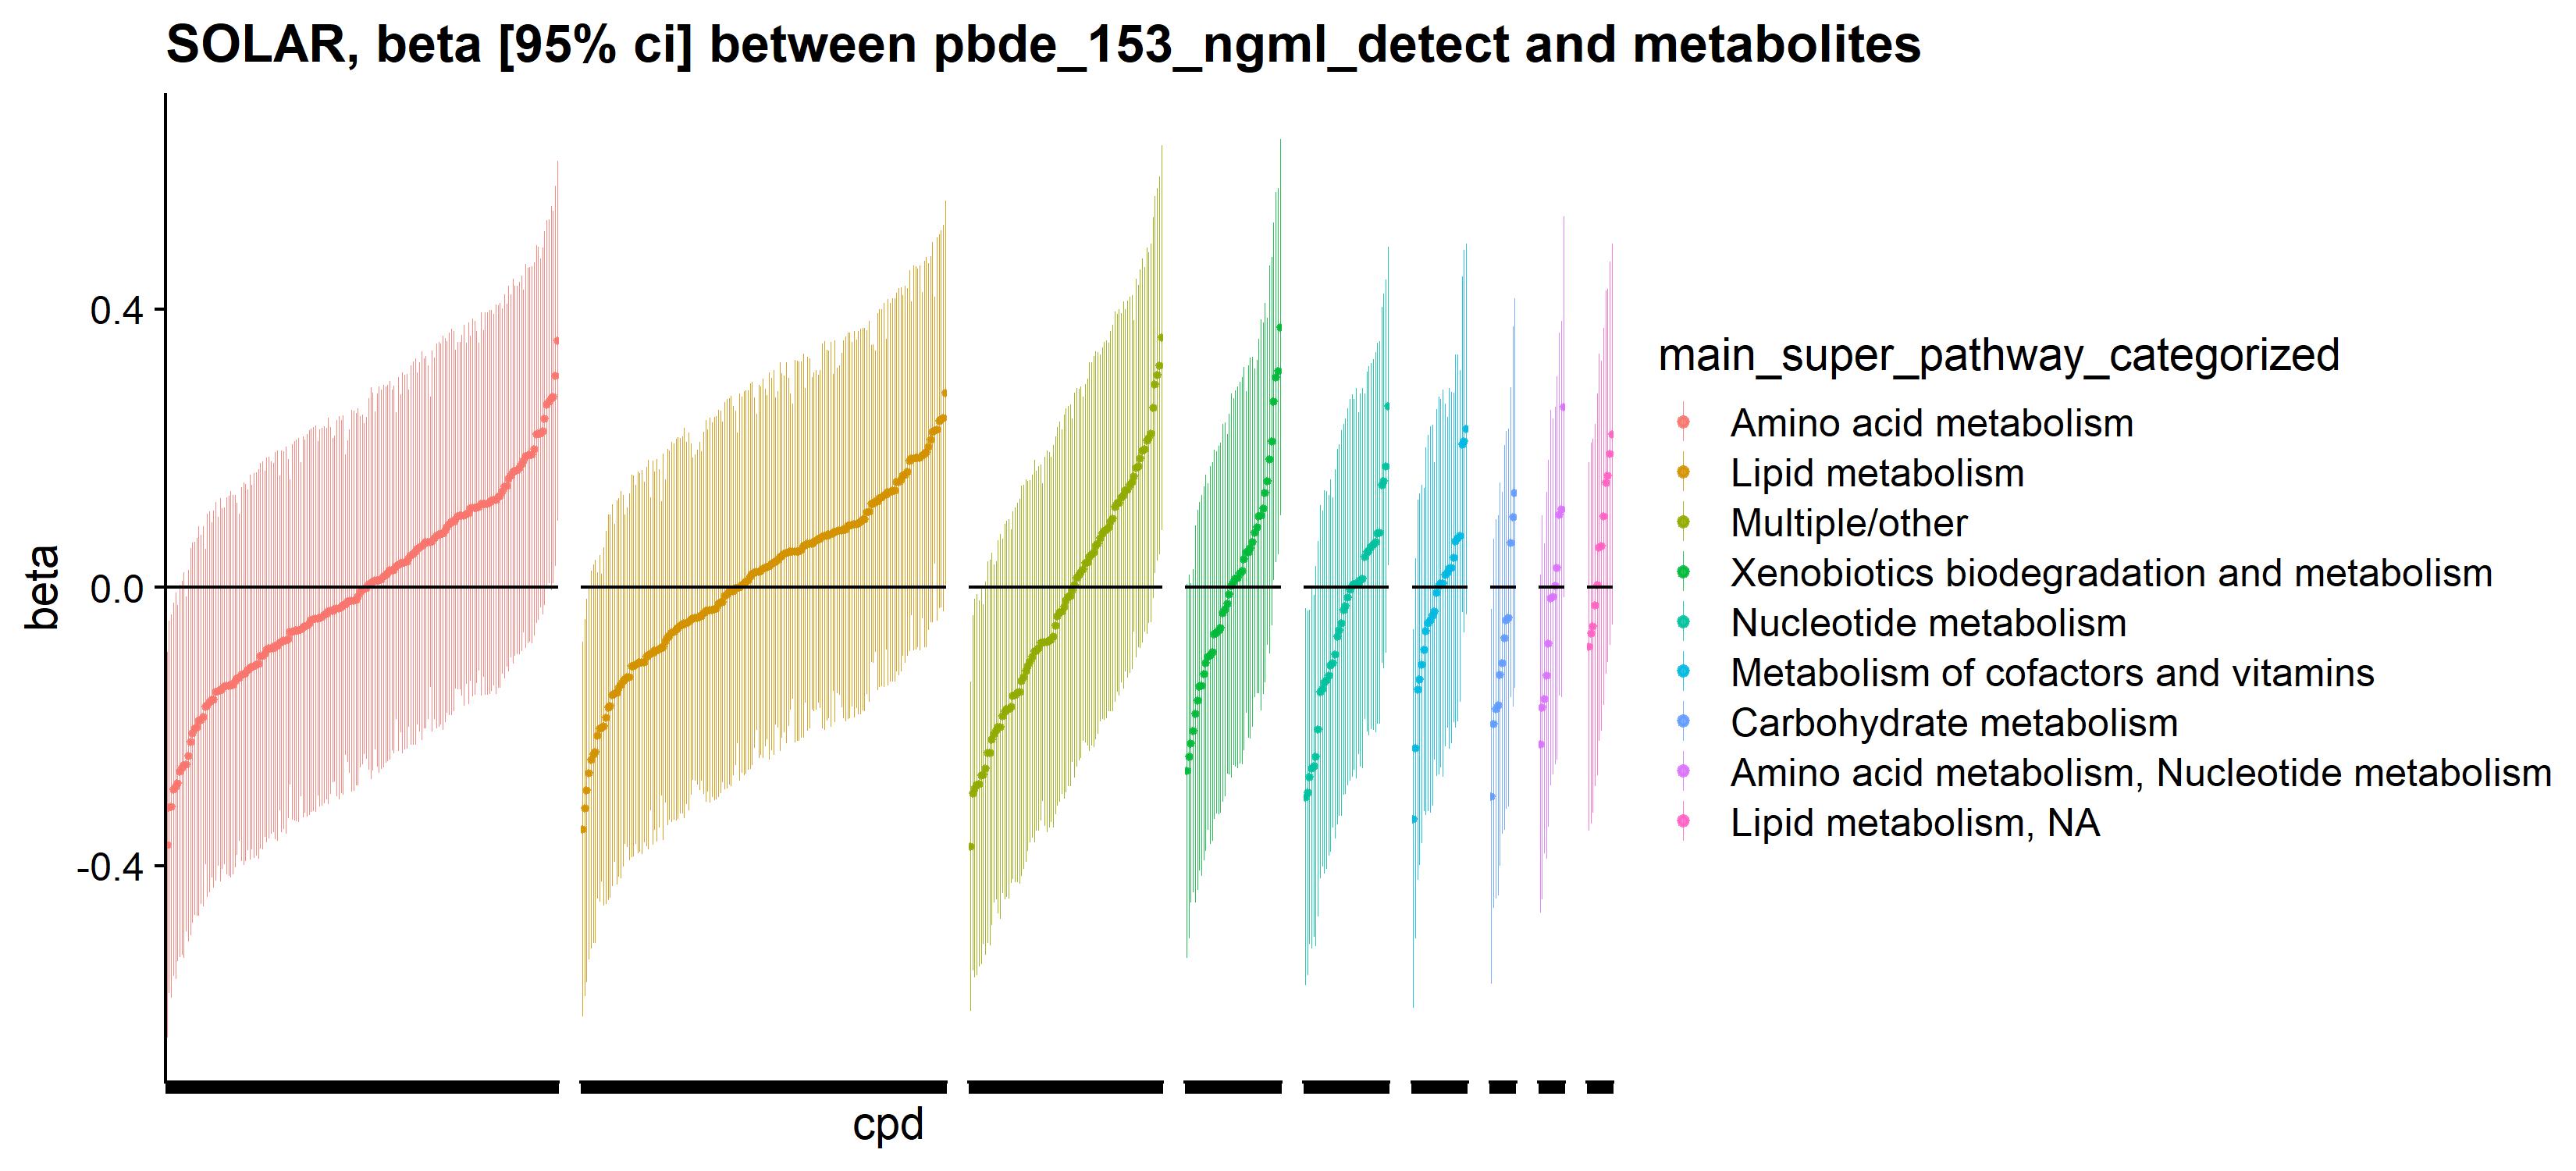 SOLAR, beta [95% ci] between pbde_153_ngml_detect and metabolites
beta
0.4
0.0
-0.4
cpd
main_super_pathway_categorized
Amino acid metabolism
Lipid metabolism
Multiple/other
Xenobiotics biodegradation and metabolism
Nucleotide metabolism
Metabolism of cofactors and vitamins
Carbohydrate metabolism
Amino acid metabolism, Nucleotide metabolism
Lipid metabolism, NA